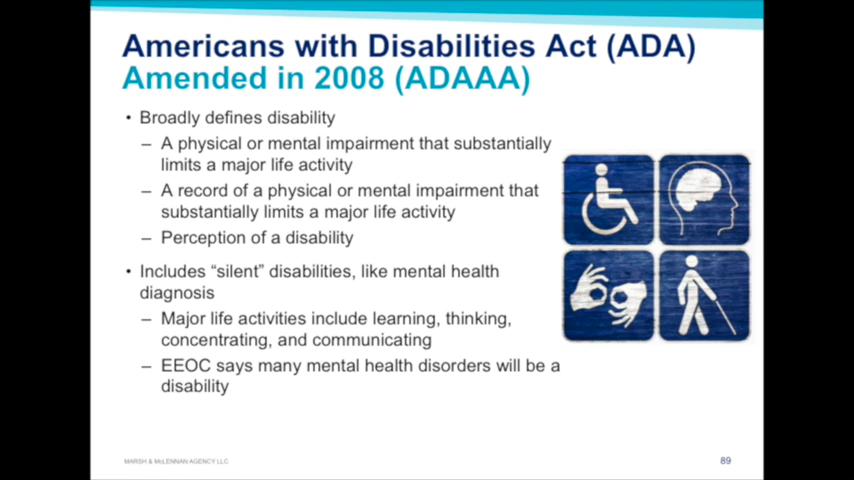 Americans with Disabilities Act (ADA)
Amended in 2008 (ADAAA)
• Broadly defines disability
– A physical or mental impairment that substantially
limits a major life activity
– A record of a physical or mental impairment that
substantially limits a major life activity
– Perception of a disability
• Includes “silent” disabilities, like mental health
diagnosis
– Major life activities include learning, thinking,
concentrating, and communicating
– EEOC says many mental health disorders will be a
disability
MARSH & McLENNAN AGENCY LLC
89